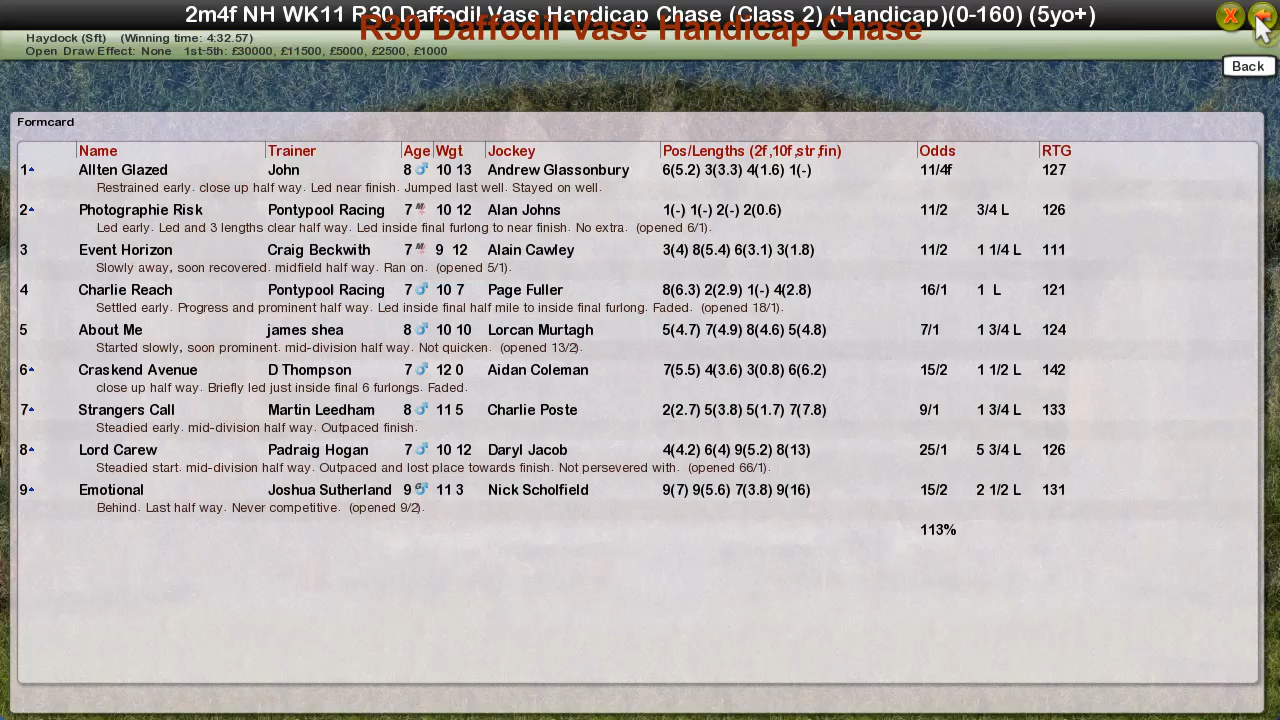 2m4f NH WK11 R30 Daffodil Vase Handicap Chase (Class 2) (Handicap)(0-160) (5yo+)
R30 Daffodil Vase Handicap Chase
Haydock (Sft) (Winning time: 4:32.57)
Open Draw Effect: None 1st-5th: £30000, £11500, £5000, £2500, £1000
X
Back
Formcard
Name Trainer Age Wgt Jockey Pos/Lengths (2f,10f,str,fin) Odds RTG
1 Allten Glazed John 8 10 13 Andrew Glassonbury 6(5.2) 3(3.3) 4(1.6) 1(-) 11/4f 127
Restrained early. close up half way. Led near finish. Jumped last well. Stayed on well.
2 Photographie Risk Pontypool Racing 7 10 12 Alan Johns 1(-) 1(-) 2(-) 2(0.6) 11/2 3/4 L 126
Led early. Led and 3 lengths clear half way. Led inside final furlong to near finish. No extra. (opened 6/1).
3 Event Horizon Craig Beckwith 7 9 12 Alain Cawley 3(4) 8(5.4) 6(3.1) 3(1.8) 11/2 1 1/4 L 111
Slowly away, soon recovered. midfield half way. Ran on. (opened 5/1).
4 Charlie Reach Pontypool Racing 7 10 7 Page Fuller 8(6.3) 2(2.9) 1(-) 4(2.8) 16/1 1 L 121
Settled early. Progress and prominent half way. Led inside final half mile to inside final furlong. Faded. (opened 18/1).
5 About Me james shea 8 10 10 Lorcan Murtagh 5(4.7) 7(4.9) 8(4.6) 5(4.8) 7/1 1 3/4 L 124
Started slowly, soon prominent. mid-division half way. Not quicken. (opened 13/2).
6 Craskend Avenue D Thompson 7 12 0 Aidan Coleman 7(5.5) 4(3.6) 3(0.8) 6(6.2) 15/2 1 1/2 L 142
close up half way. Briefly led just inside final 6 furlongs. Faded.
7 Strangers Call Martin Leedham 8 11 5 Charlie Poste 2(2.7) 5(3.8) 5(1.7) 7(7.8) 9/1 1 3/4 L 133
Steadied early. mid-division half way. Outpaced finish.
8 Lord Carew Padraig Hogan 7 10 12 Daryl Jacob 4(4.2) 6(4) 9(5.2) 8(13) 25/1 5 3/4 L 126
Steadied start. mid-division half way. Outpaced and lost place towards finish. Not persevered with. (opened 66/1).
9 Emotional Joshua Sutherland 9 11 3 Nick Scholfield 9(7) 9(5.6) 7(3.8) 9(16) 15/2 2 1/2 L 131
Behind. Last half way. Never competitive. (opened 9/2).
113%